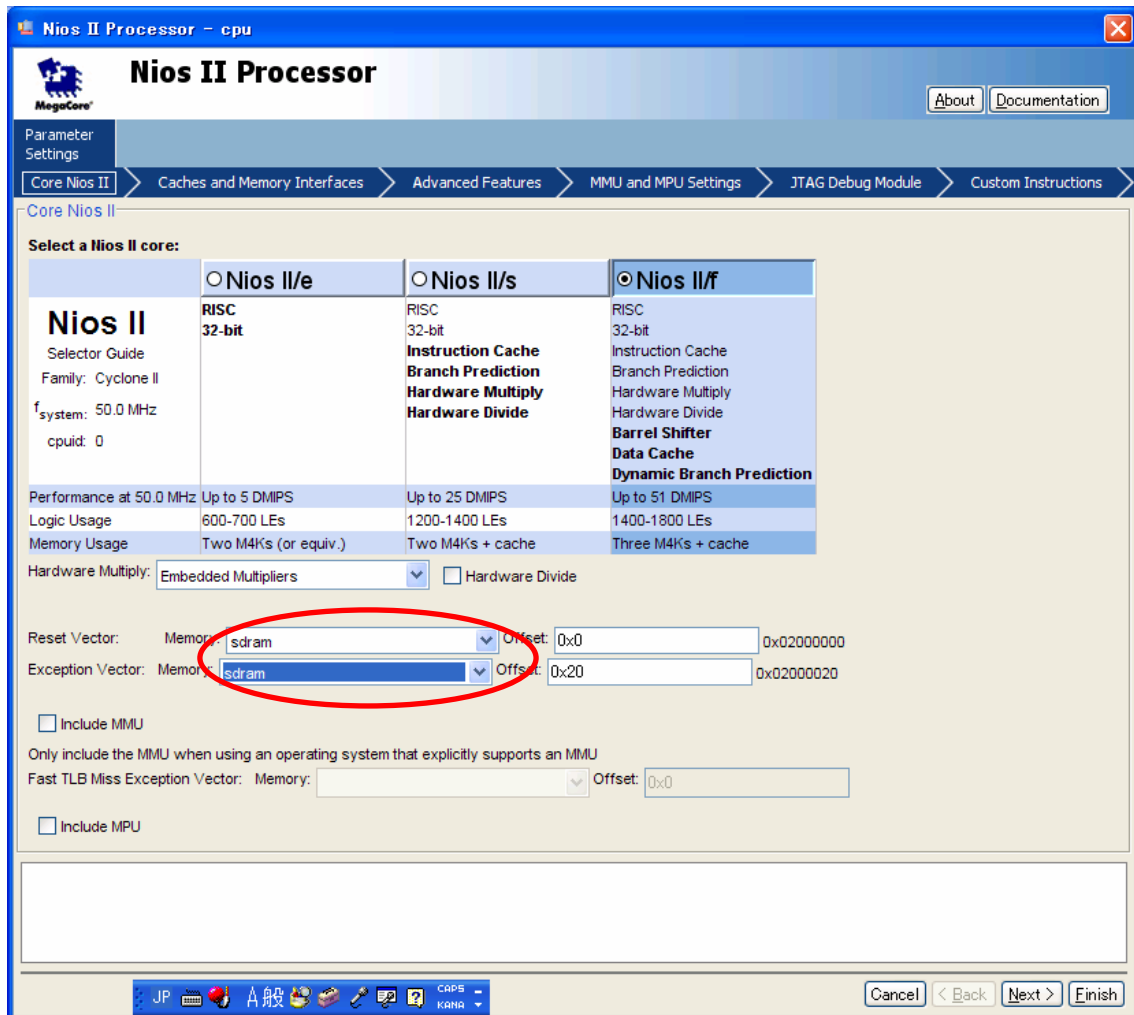 Nios II Processor - cpu
MegaCore®
Nios II Processor
About
Documentation
Parameter
Settings
Core Nios II
Caches and Memory Interfaces
Advanced Features
MMU and MPU Settings
JTAG Debug Module
Custom Instructions
Core Nios II
Select a Nios II core:
Nios II/e
Nios II/s
Nios II/f
Nios II
Selector Guide
Family: Cyclone II
fsystem: 50.0 MHz
cpuid: 0
RISC
32-bit
RISC
32-bit
Instruction Cache
Branch Prediction
Hardware Multiply
Hardware Divide
RISC
32-bit
Instruction Cache
Branch Prediction
Hardware Multiply
Hardware Divide
Barrel Shifter
Data Cache
Dynamic Branch Prediction
Performance at 50.0 MHz Up to 5 DMIPS Up to 25 DMIPS Up to 51 DMIPS
Logic Usage 600-700 LEs 1200-1400 LEs 1400-1800 LEs
Memory Usage Two M4Ks (or equiv.) Two M4Ks + cache Three M4Ks + cache
Hardware Multiply: Embedded Multipliers Hardware Divide
Reset Vector: Memory: sdram Offset: 0x0 0x02000000
Exception Vector: Memory: sdram Offset: 0x20 0x02000020
Include MMU
Only include the MMU when using an operating system that explicitly supports an MMU
Fast TLB Miss Exception Vector: Memory: Offset: 0x0
Include MPU
JP A般 CAPS
KANA
Cancel < Back Next > Finish